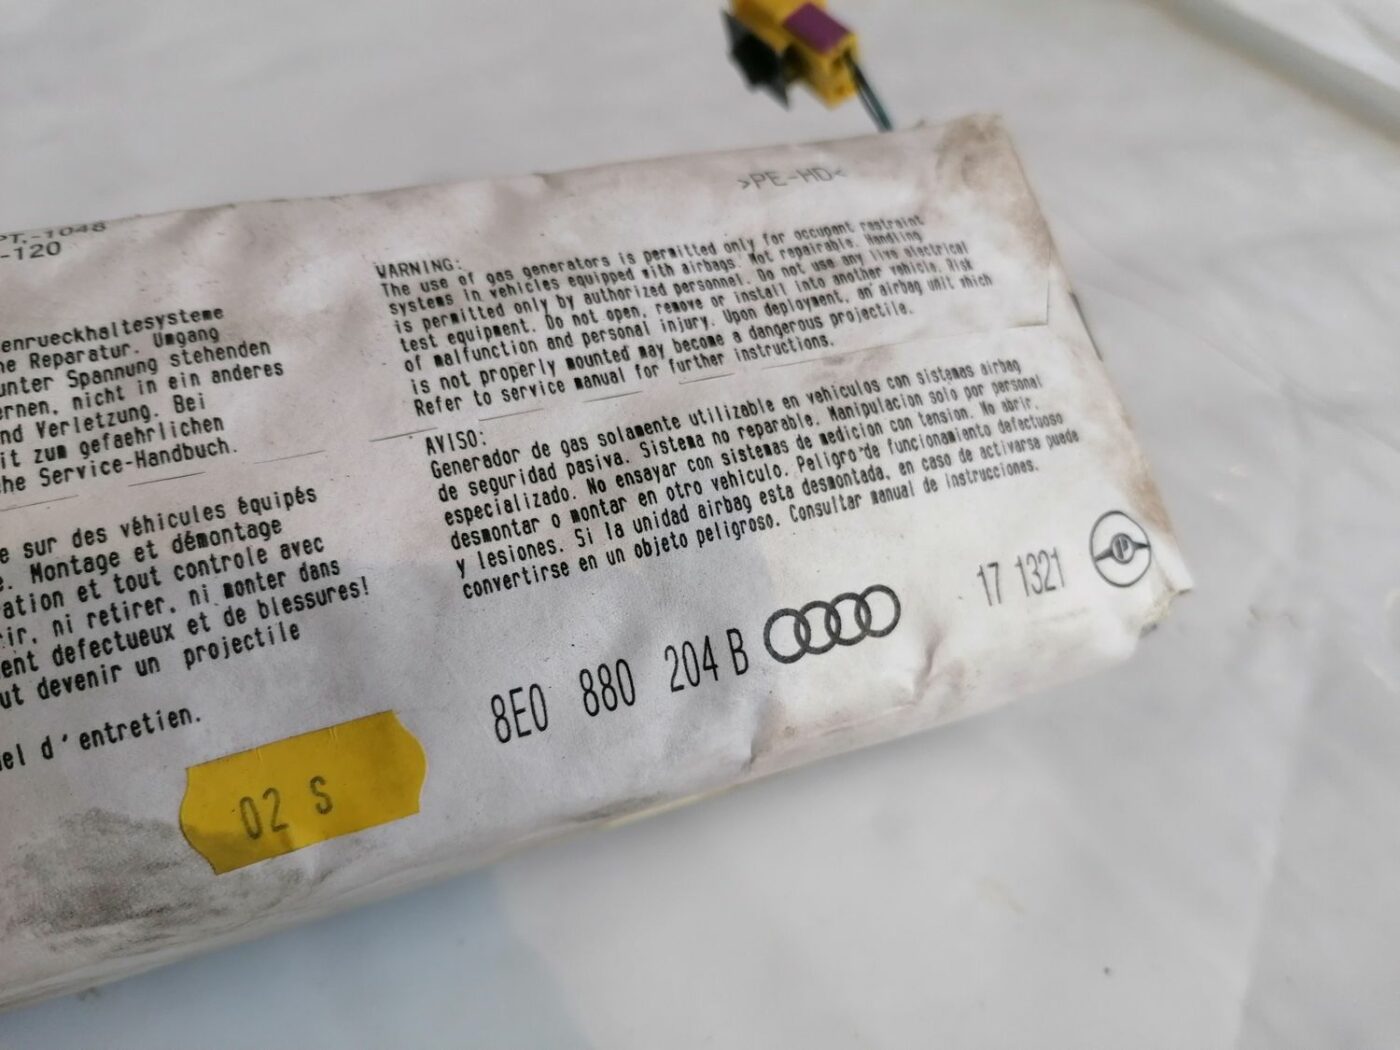 >PE-HD<
PT.-1048
-120
enrueckhaltesysteme
ne Reparatur. Umgang
unter Spannung stehenden
ernen, nicht in ein anderes
nd Verletzung. Bei
it zum gefaehrlichen
he Service-Handbuch.
WARNING:
The use of gas generators is permitted only for occupant restraint
systems in vehicles equipped with airbags. Not repairable. Handling
is permitted only by authorized personnel. Do not use any live electrical
test equipment. Do not open, remove or install into another vehicle. Risk
of malfunction and personal injury. Upon deployment, an airbag unit which
is not properly mounted may become a dangerous projectile.
Refer to service manual for further instructions.
e sur des véhicules équipés
e. Montage et démontage
ation et tout controle avec
rir, ni retirer, ni monter dans
ent defectueux et de blessures!
ut devenir un projectile
el d'entretien.
AVISO:
Generador de gas solamente utilizable en vehiculos con sistemas airbag
de seguridad pasiva. Sistema no reparable. Manipulacion solo por personal
especializado. No ensayar con sistemas de medicion con tension. No abrir,
desmontar o montar en otro vehiculo. Peligro de funcionamiento defectuoso
y lesiones. Si la unidad airbag esta desmontada, en caso de activarse puede
convertirse en un objeto peligroso. Consultar manual de instrucciones.
8E0 880 204 B
17 1321
P
02 S